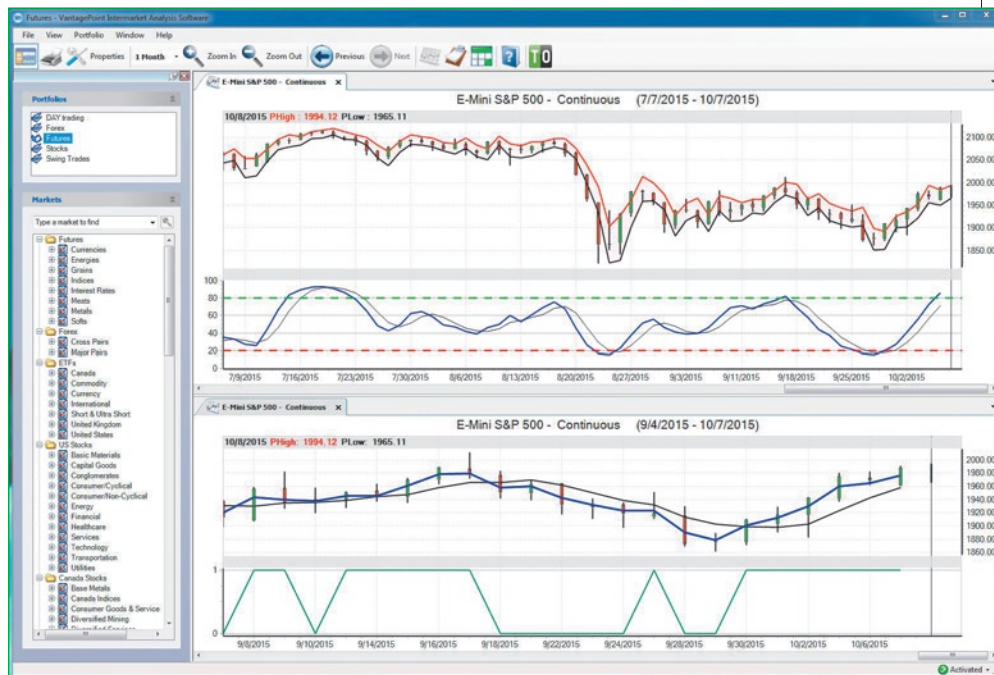 Futures - VantagePoint Intermarket Analysis Software
File View Portfolio Window Help
Properties 1 Month Zoom In Zoom Out Previous Next TO
Portfolios
DAY trading
Forex
Futures
Stocks
Swing Trades
Markets
Type a market to find
Futures
Currencies
Energies
Grains
Indices
Interest Rates
Meats
Metals
Softs
Forex
Cross Pairs
Major Pairs
ETFs
Canada
Commodity
Currency
International
Short & Ultra Short
United Kingdom
United States
US Stocks
Basic Materials
Capital Goods
Conglomerates
Consumer/Cyclical
Consumer/Non-Cyclical
Energy
Financial
Healthcare
Services
Technology
Transportation
Utilities
Canada Stocks
Base Metals
Canada Indices
Consumer Goods & Service
Diversified Mining
E-Mini S&P 500 - Continuous X
E-Mini S&P 500 - Continuous (7/7/2015 - 10/7/2015)
10/8/2015 PHigh: 1994.12 PLow: 1965.11
2100.00
2050.00
2000.00
1950.00
1900.00
1850.00
100
80
60
40
20
0
7/9/2015 7/16/2015 7/23/2015 7/30/2015 8/6/2015 8/13/2015 8/20/2015 8/27/2015 9/3/2015 9/11/2015 9/18/2015 9/25/2015 10/2/2015
E-Mini S&P 500 - Continuous X
E-Mini S&P 500 - Continuous (9/4/2015 - 10/7/2015)
10/8/2015 PHigh: 1994.12 PLow: 1965.11
2000.00
1980.00
1960.00
1940.00
1920.00
1900.00
1880.00
1860.00
1
0
9/8/2015 9/10/2015 9/14/2015 9/16/2015 9/18/2015 9/22/2015 9/24/2015 9/28/2015 9/30/2015 10/2/2015 10/6/2015
Activated